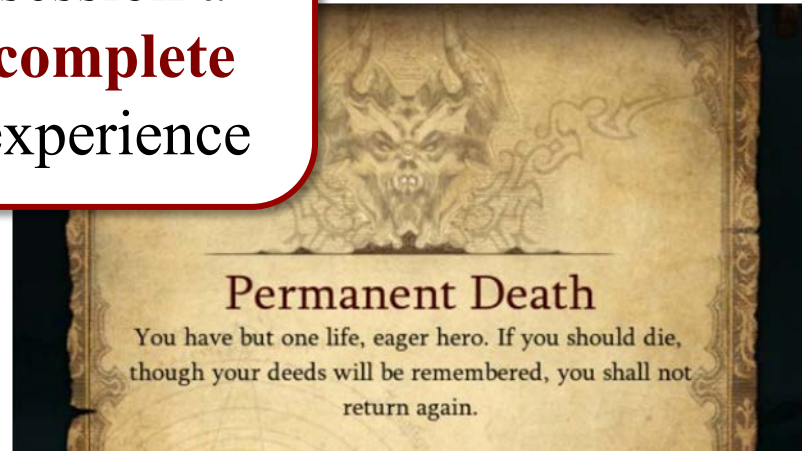 complete
experience
Permanent Death
You have but one life, eager hero. If you should die,
though your deeds will be remembered, you shall not
return again.